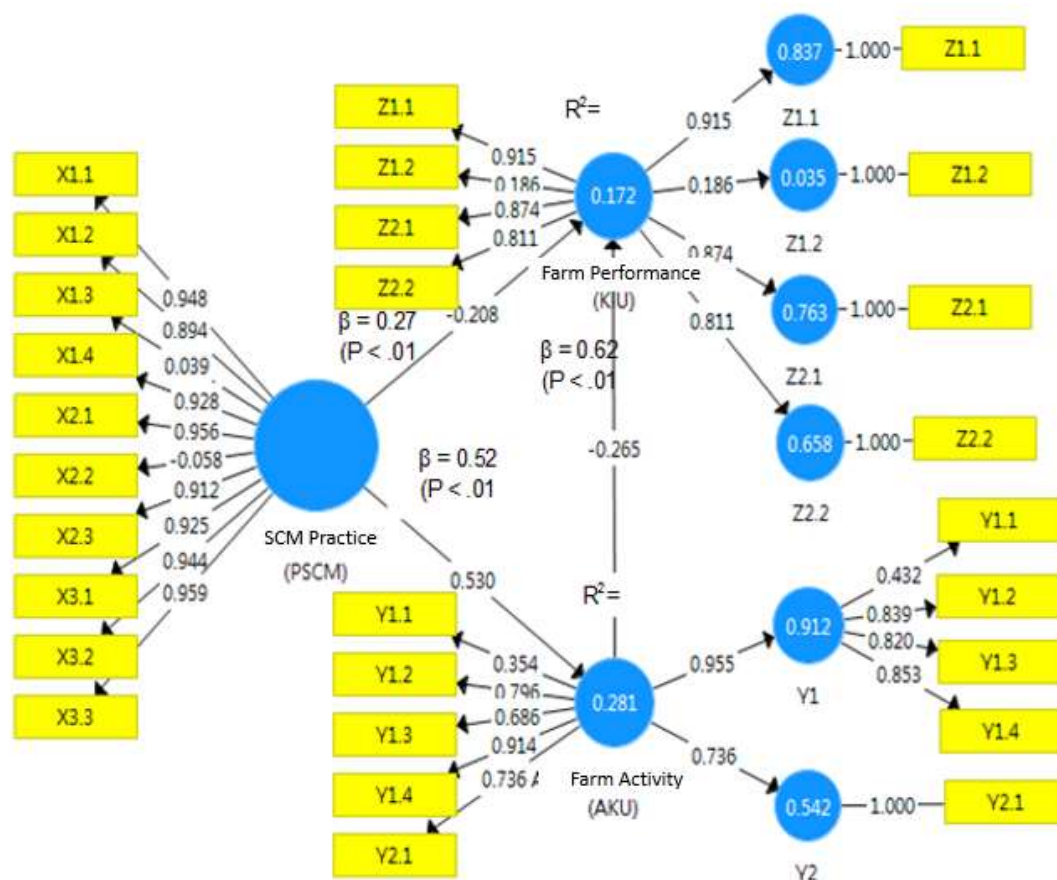 X1.1
X1.2
X1.3
X1.4
X2.1
X2.2
X2.3
X3.1
X3.2
X3.3
0.948
0.894
0.039
0.928
0.956
-0.058
0.912
0.925
0.944
0.959
SCM Practice
(PSCM)
Z1.1
Z1.2
Z2.1
Z2.2
0.915
0.186
0.874
0.811
R²=
0.172
Farm Performance
(KIU)
β = 0.27
(P < .01
-0.208
β = 0.62
(P < .01
-0.265
β = 0.52
(P < .01
0.530
0.915
0.186
0.874
0.811
0.837
1.000
Z1.1
Z1.1
0.035
1.000
Z1.2
Z1.2
0.763
1.000
Z2.1
Z2.1
0.658
1.000
Z2.2
Z2.2
Y1.1
Y1.2
Y1.3
Y1.4
Y2.1
0.354
0.796
0.686
0.914
0.736
R²=
0.281
Farm Activity
(AKU)
0.955
0.736
0.912
Y1
0.432
0.839
0.820
0.853
Y1.1
Y1.2
Y1.3
Y1.4
0.542
1.000
Y2.1
Y2